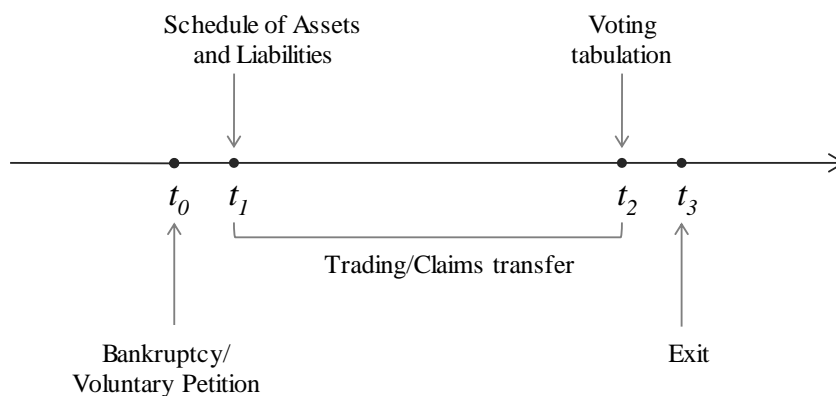 Schedule of Assets
and Liabilities
Voting
tabulation
t0
t1
t2
t3
Trading/Claims transfer
Bankruptcy/
Voluntary Petition
Exit